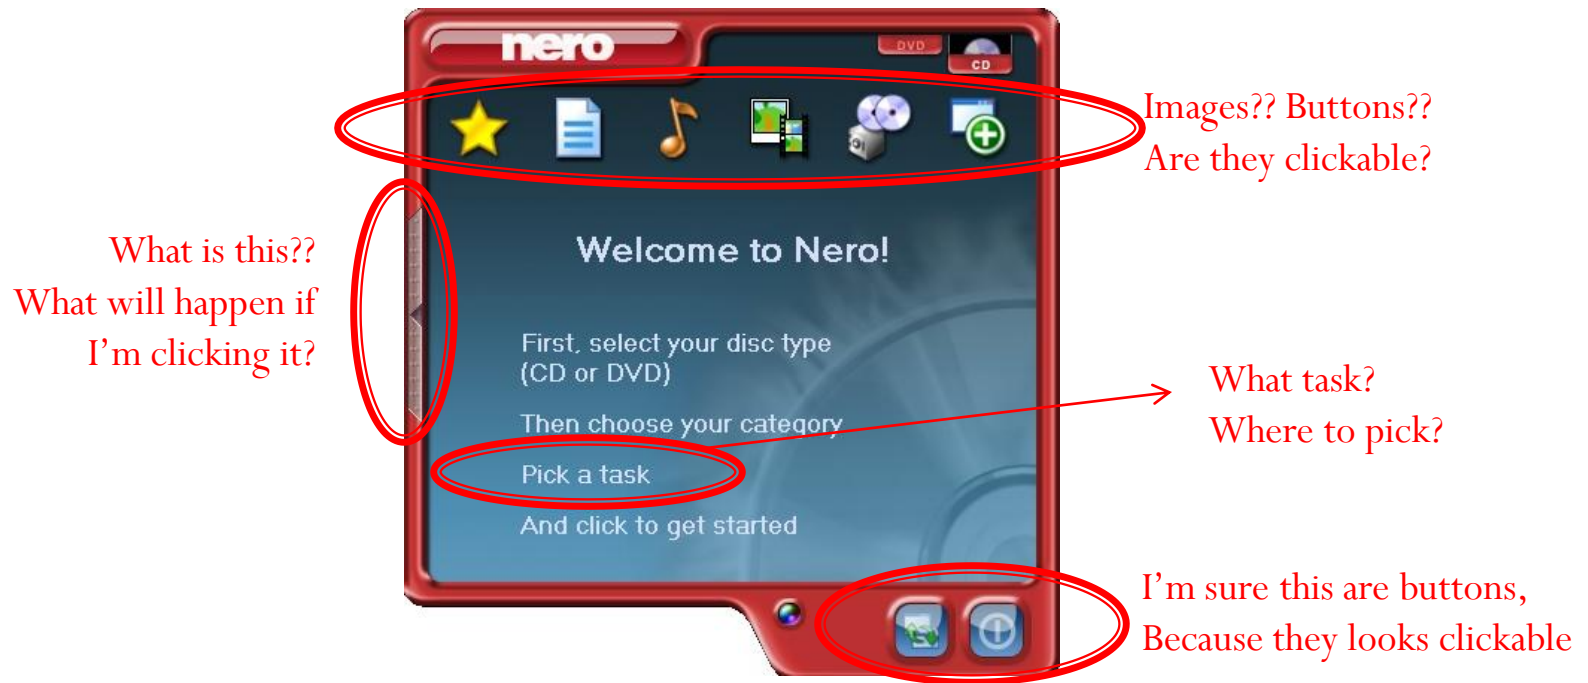 nero
DVD
CD
Images?? Buttons??
Are they clickable?
What is this??
What will happen if
I'm clicking it?
Welcome to Nero!
First, select your disc type
(CD or DVD)
Then choose your category
Pick a task
And click to get started
What task?
Where to pick?
I'm sure this are buttons,
Because they looks clickable